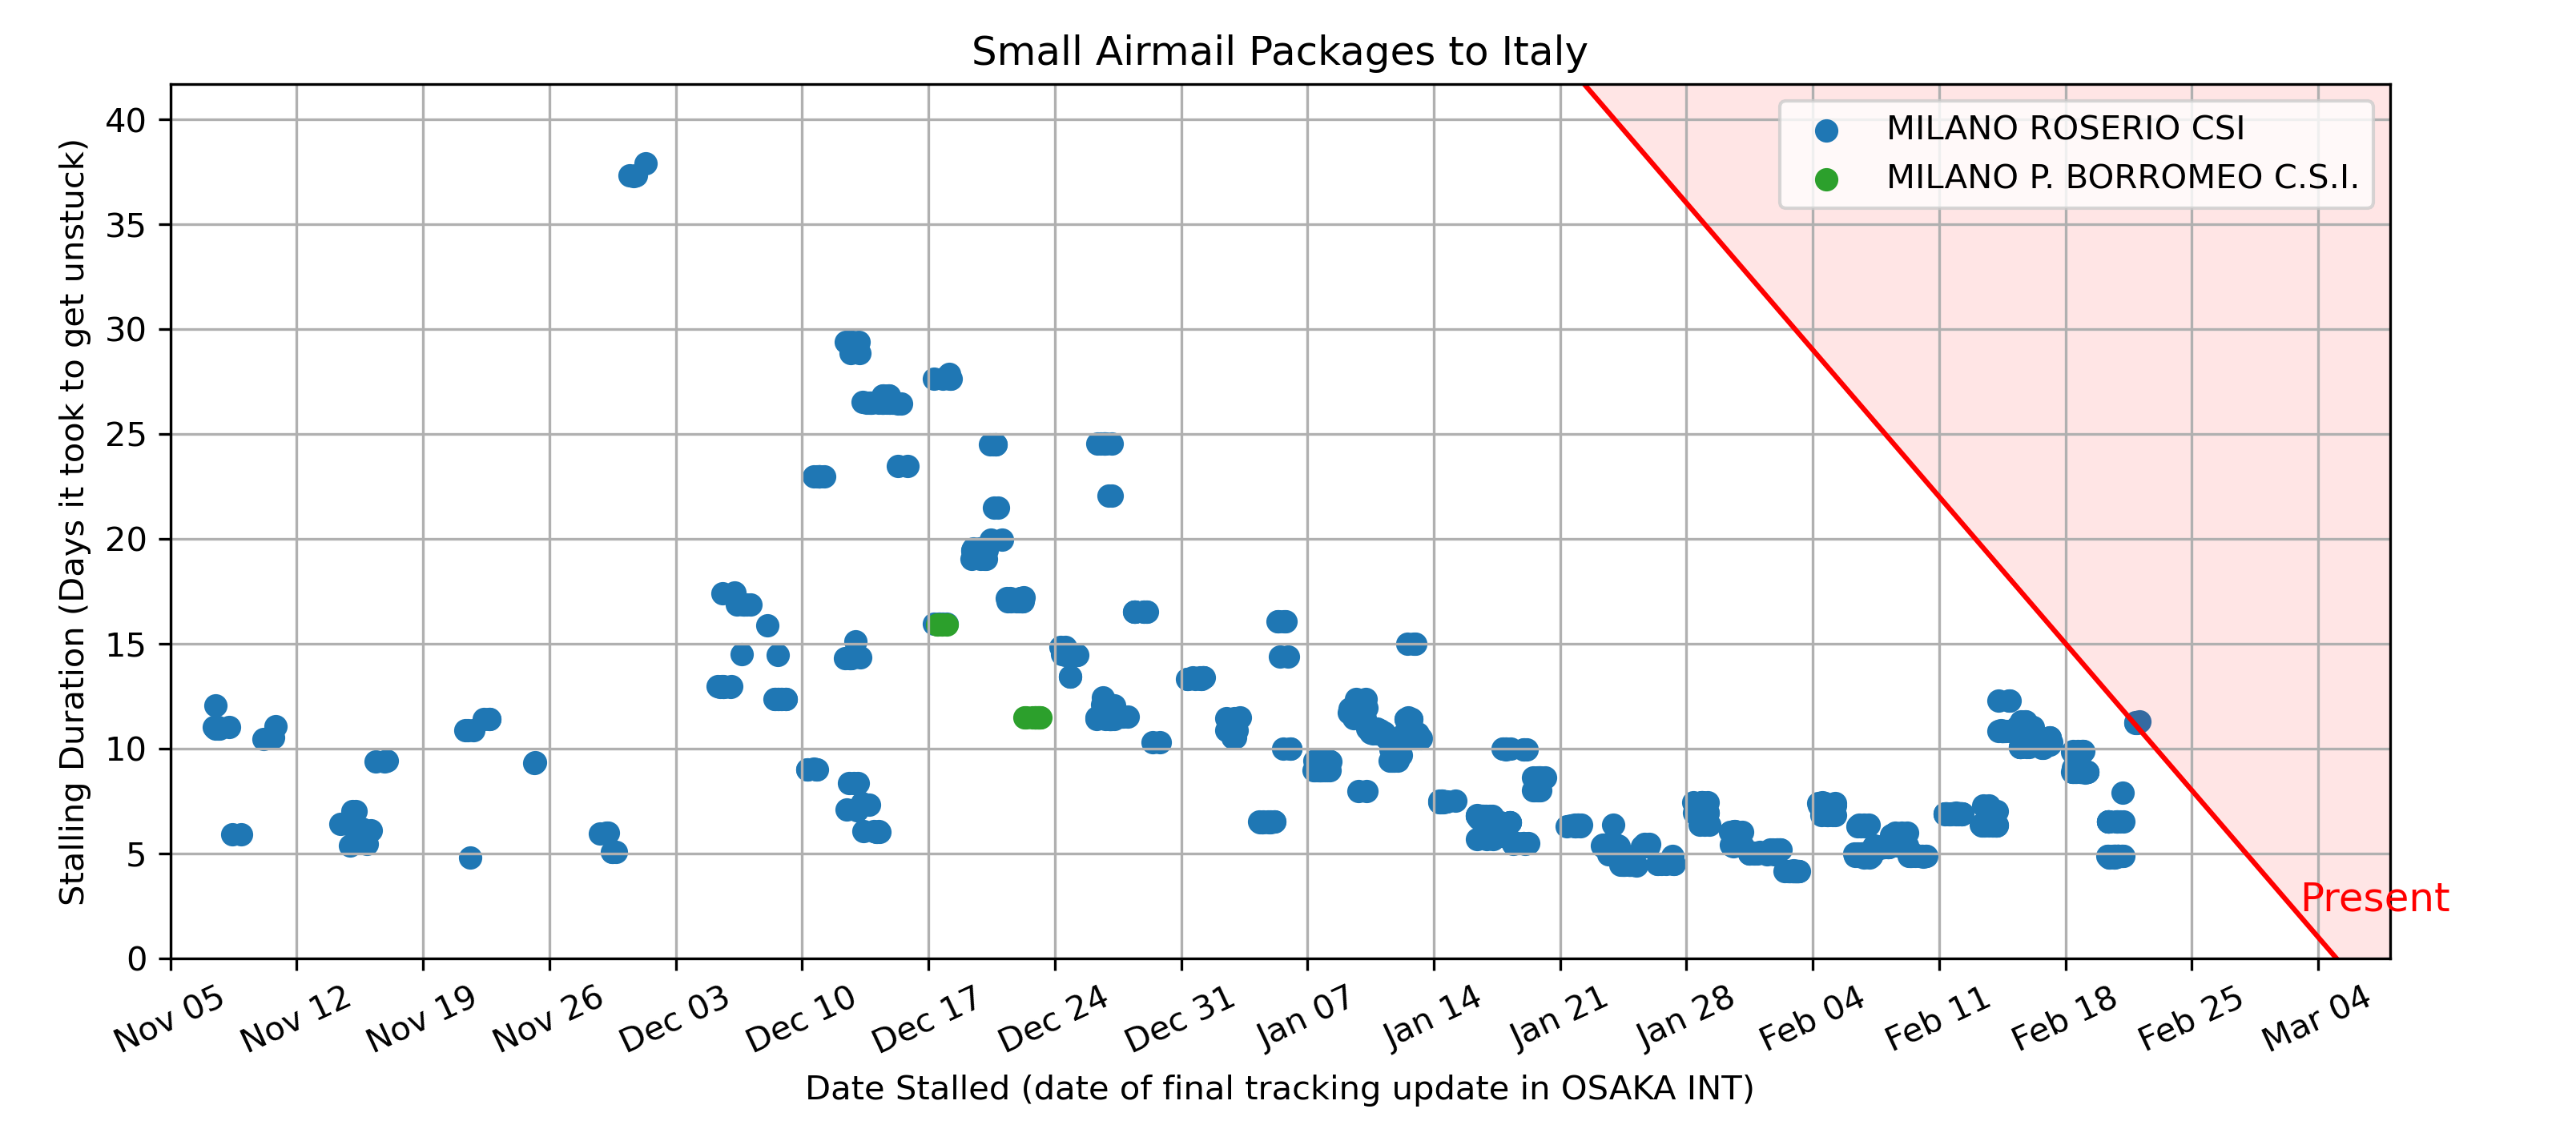 Small Airmail Packages to Italy
MILANO ROSERIO CSI
MILANO P. BORROMEO C.S.I.
Stalling Duration (Days it took to get unstuck)
40
35
30
25
20
15
10
5
0
Present
Nov 05
Nov 12
Nov 19
Nov 26
Dec 03
Dec 10
Dec 17
Dec 24
Dec 31
Jan 07
Jan 14
Jan 21
Jan 28
Feb 04
Feb 11
Feb 18
Feb 25
Mar 04
Date Stalled (date of final tracking update in OSAKA INT)